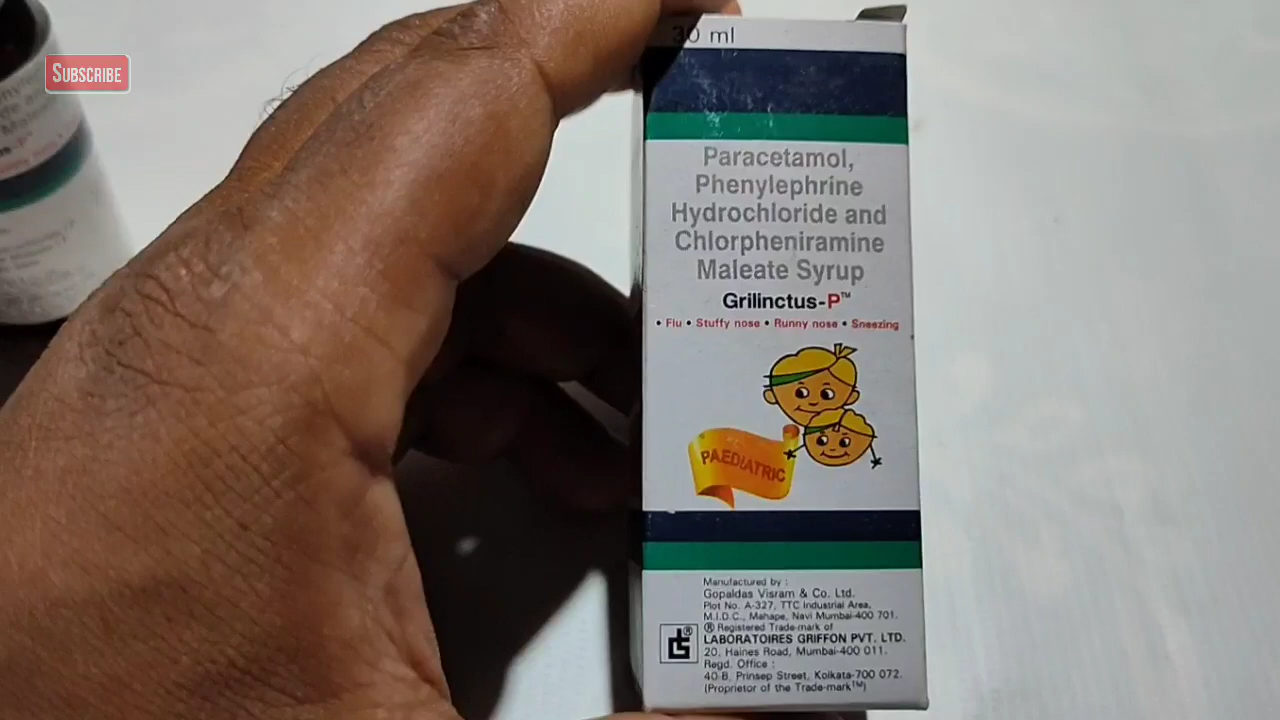 SUBSCRIBE
30 ml
Paracetamol,
Phenylephrine
Hydrochloride and
Chlorpheniramine
Maleate Syrup
Grilinctus-P™
• Flu • Stuffy nose • Runny nose • Sneezing
PAEDIATRIC
Manufactured by :
Gopaldas Visram & Co. Ltd.
Plot No. A-327, TTC Industrial Area,
M.I.D.C., Mahape, Navi Mumbai-400 701.
® Registered Trade-mark of
LABORATOIRES GRIFFON PVT. LTD.
20, Haines Road, Mumbai-400 011.
Regd. Office :
40-B, Prinsep Street, Kolkata-700 072.
(Proprietor of the Trade-mark™)